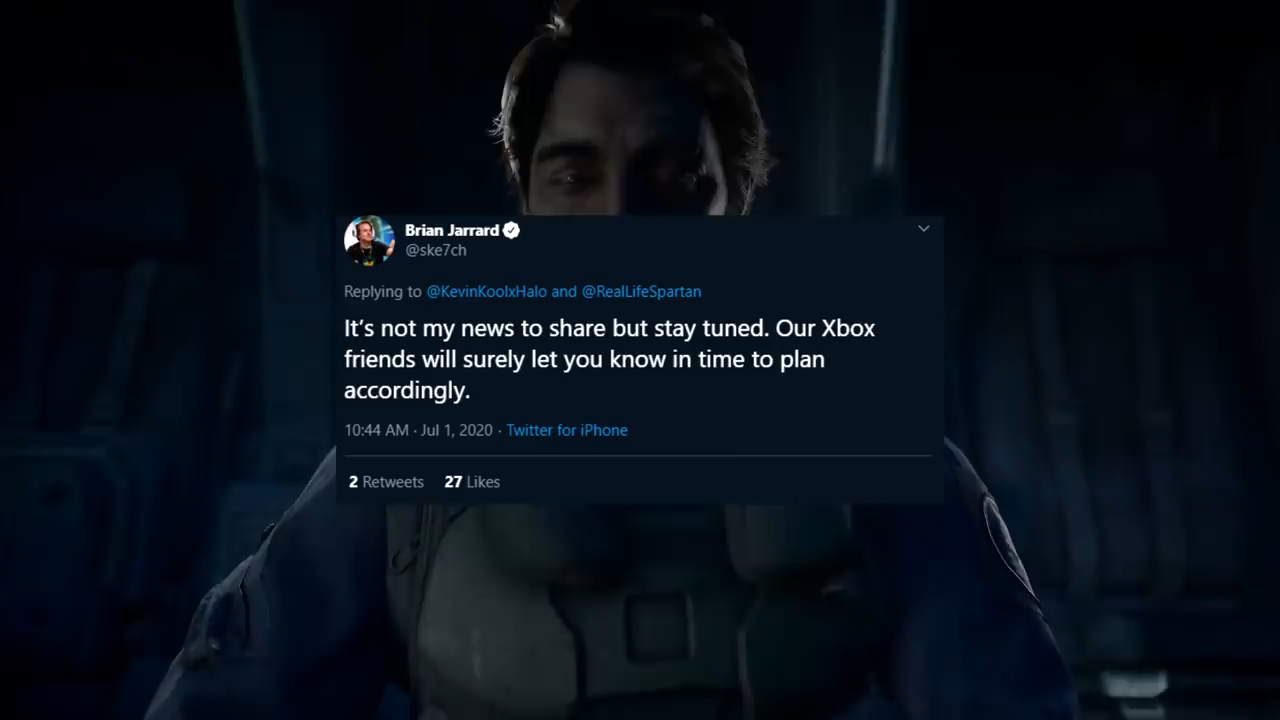 Brian Jarrard
@ske7ch
Replying to @KevinKoolxHalo and @RealLifeSpartan
It's not my news to share but stay tuned. Our Xbox
friends will surely let you know in time to plan
accordingly.
10:44 AM · Jul 1, 2020 · Twitter for iPhone
2 Retweets 27 Likes